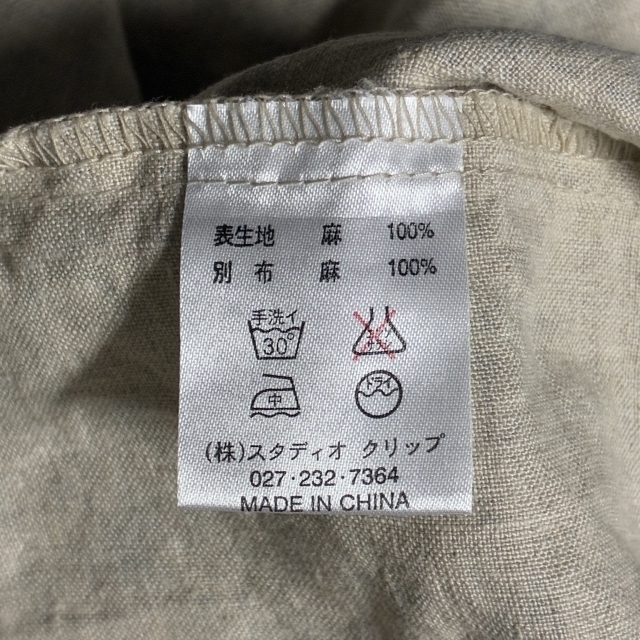 表生地 麻 100%
別布 麻 100%
手洗イ
30°
中
ドライ
(株)スタディオ クリップ
027・232・7364
MADE IN CHINA